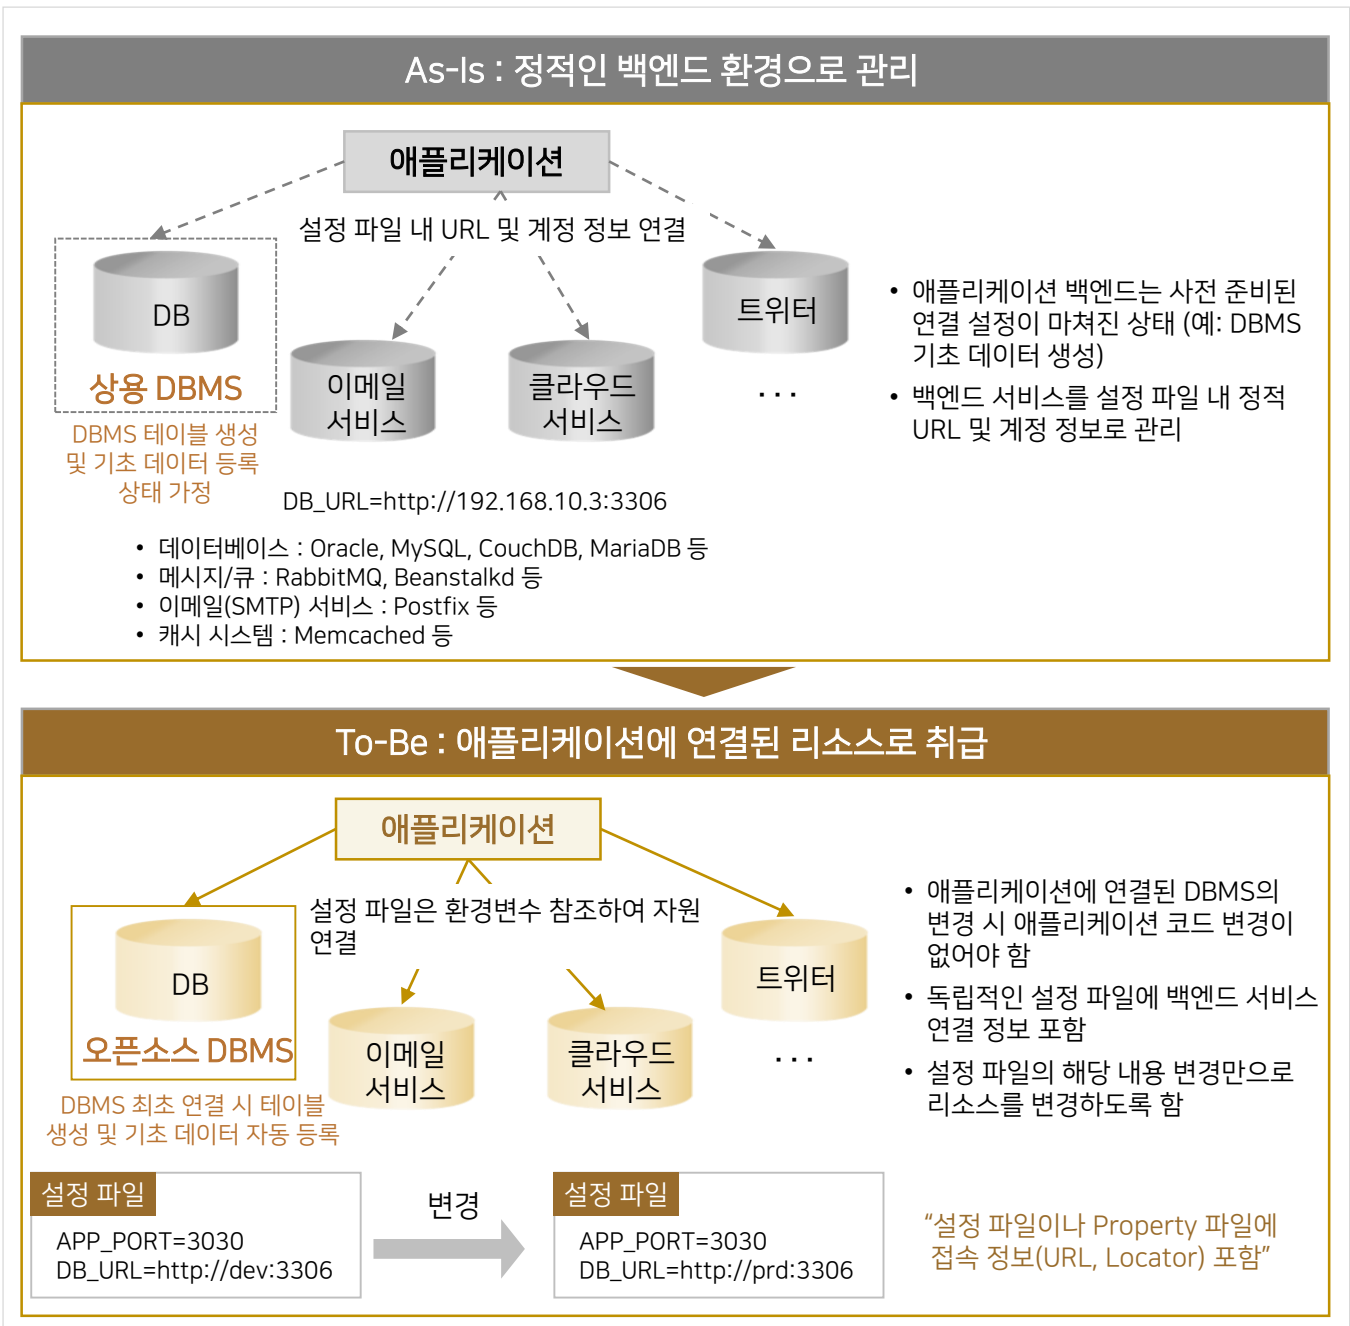 As-Is : 정적인 백엔드 환경으로 관리
애플리케이션
설정 파일 내 URL 및 계정 정보 연결
DB
상용 DBMS
DBMS 테이블 생성
및 기초 데이터 등록
상태 가정
이메일
서비스
클라우드
서비스
트위터
...
DB_URL=http://192.168.10.3:3306
• 데이터베이스 : Oracle, MySQL, CouchDB, MariaDB 등
• 메시지/큐 : RabbitMQ, Beanstalkd 등
• 이메일(SMTP) 서비스 : Postfix 등
• 캐시 시스템 : Memcached 등
• 애플리케이션 백엔드는 사전 준비된
연결 설정이 마쳐진 상태 (예: DBMS
기초 데이터 생성)
• 백엔드 서비스를 설정 파일 내 정적
URL 및 계정 정보로 관리
To-Be : 애플리케이션에 연결된 리소스로 취급
애플리케이션
설정 파일은 환경변수 참조하여 자원
연결
DB
오픈소스 DBMS
DBMS 최초 연결 시 테이블
생성 및 기초 데이터 자동 등록
이메일
서비스
클라우드
서비스
트위터
...
• 애플리케이션에 연결된 DBMS의
변경 시 애플리케이션 코드 변경이
없어야 함
• 독립적인 설정 파일에 백엔드 서비스
연결 정보 포함
• 설정 파일의 해당 내용 변경만으로
리소스를 변경하도록 함
설정 파일
APP_PORT=3030
DB_URL=http://dev:3306
변경
설정 파일
APP_PORT=3030
DB_URL=http://prd:3306
“설정 파일이나 Property 파일에
접속 정보(URL, Locator) 포함”